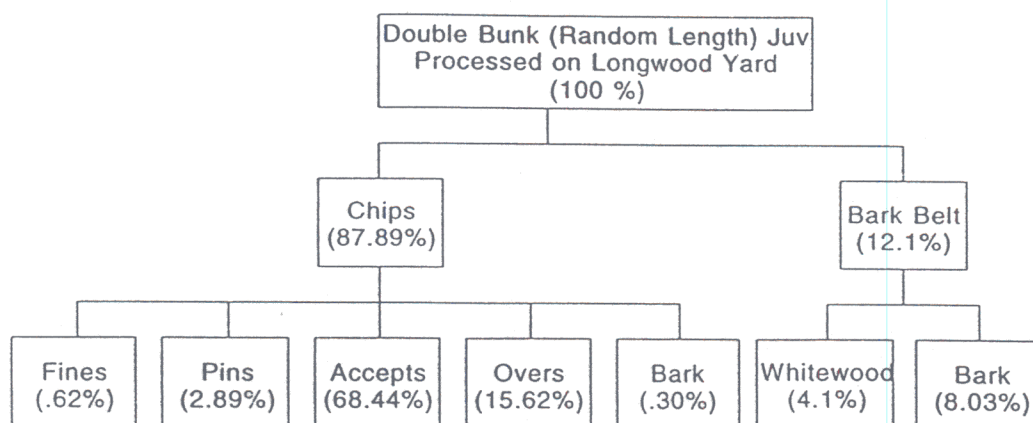 Double Bunk (Random Length) Juv
Processed on Longwood Yard
(100 %)
Chips
(87.89%)
Bark Belt
(12.1%)
Fines
(.62%)
Pins
(2.89%)
Accepts
(68.44%)
Overs
(15.62%)
Bark
(.30%)
Whitewood
(4.1%)
Bark
(8.03%)